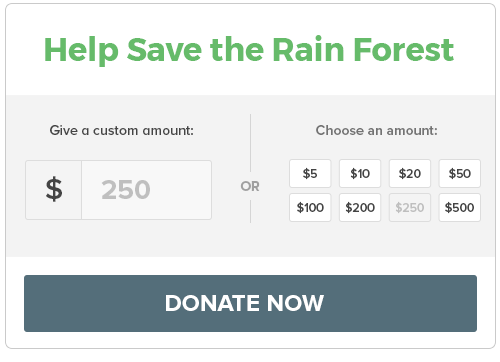 Help Save the Rain Forest
Give a custom amount:
$ 250
OR
Choose an amount:
$5 $10 $20 $50
$100 $200 $250 $500
DONATE NOW